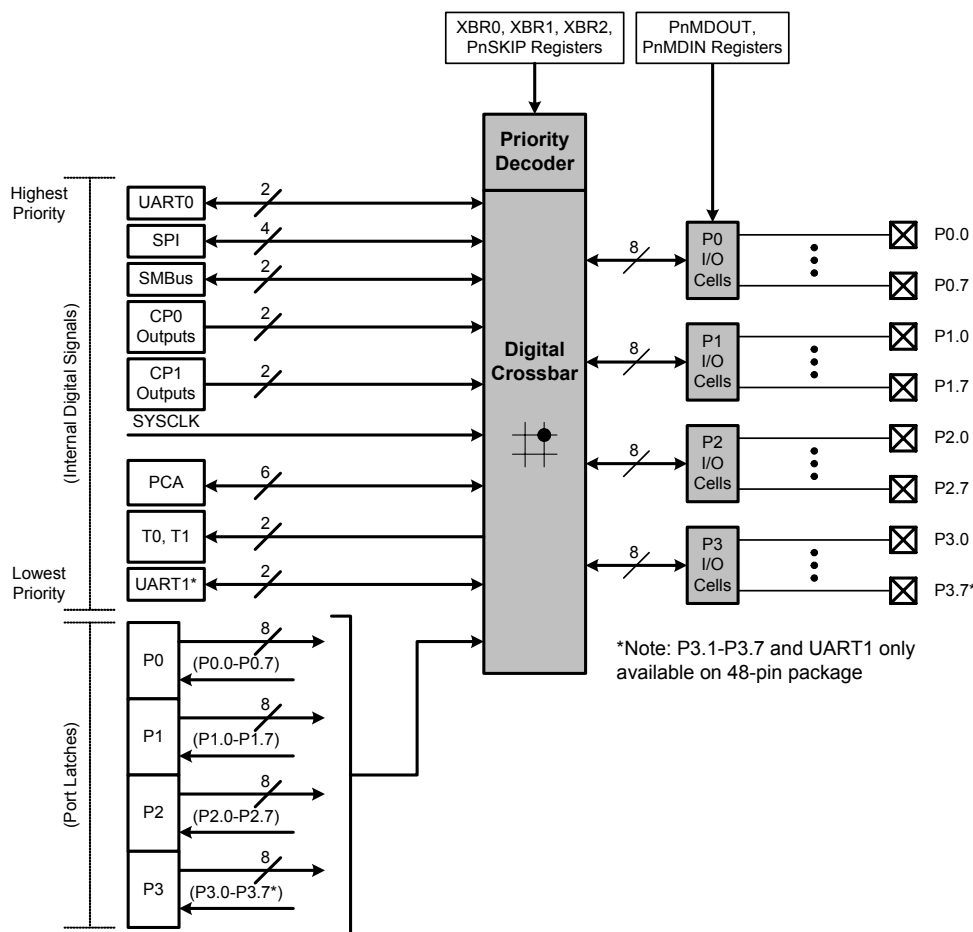 XBR0, XBR1, XBR2,
PnSKIP Registers
PnMDOUT,
PnMDIN Registers
Priority
Decoder
Digital
Crossbar
Highest
Priority
(Internal Digital Signals)
Lowest
Priority
UART0
2
SPI
4
SMBus
2
CP0
Outputs
2
CP1
Outputs
2
SYSCLK
PCA
6
T0, T1
2
UART1*
2
(Port Latches)
P0
8
(P0.0-P0.7)
P1
8
(P1.0-P1.7)
P2
8
(P2.0-P2.7)
P3
8
(P3.0-P3.7*)
8
P0
I/O
Cells
P0.0
P0.7
8
P1
I/O
Cells
P1.0
P1.7
8
P2
I/O
Cells
P2.0
P2.7
8
P3
I/O
Cells
P3.0
P3.7*
*Note: P3.1-P3.7 and UART1 only
available on 48-pin package